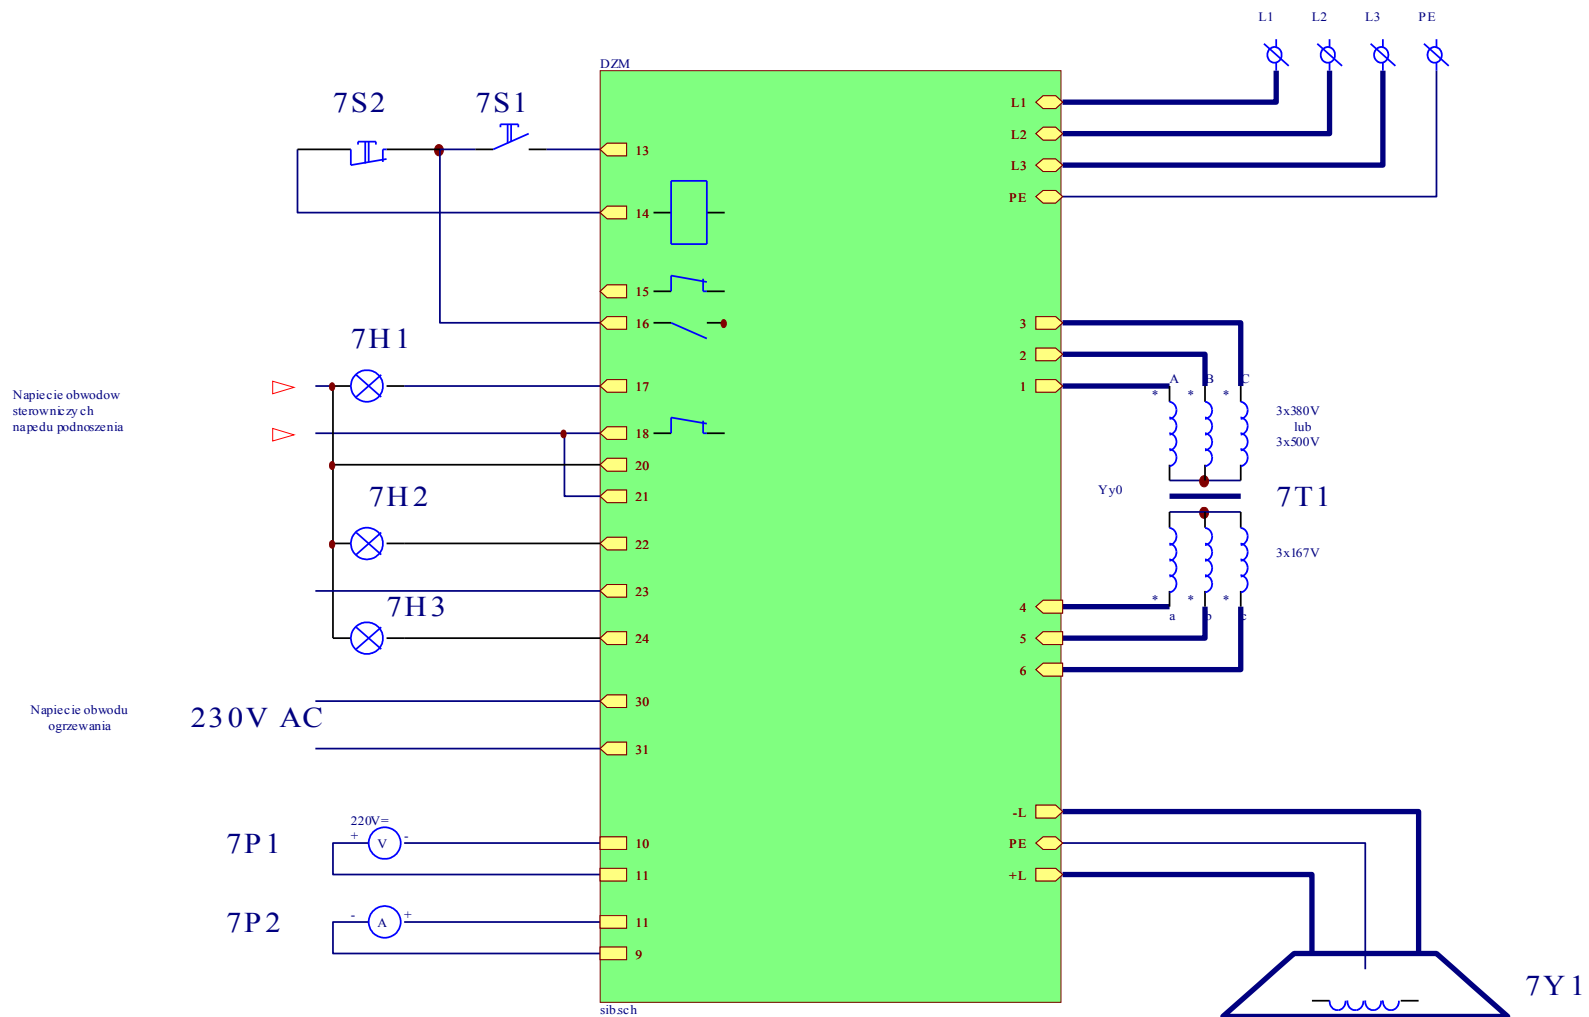 L1 L2 L3 PE
DZM
7S2 7S1
L1
L2
13
L3
PE
14
15
16
3
7H1
2
17
1
A B C
* * *
Napiecie obwodow
sterowniczych
napedu podnoszenia
3x380V
lub
3x500V
18
20
7H2
21
Yy0
7T1
22
3x167V
23
7H3
* * *
4
a b c
24
5
6
Napiecie obwodu
ogrzewania
230V AC
30
31
-L
220V=
7P1
+ V -
10
PE
11
+L
7P2
- A +
11
9
7Y1
sib.sch